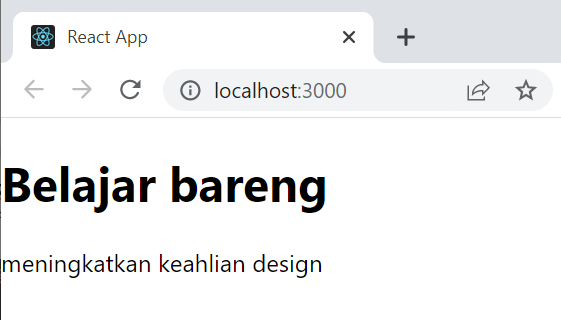 React App
localhost:3000
Belajar bareng
meningkatkan keahlian design